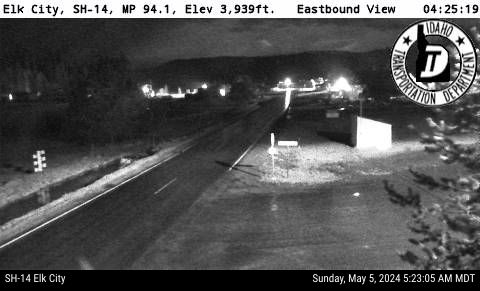 Elk City, SH-14, MP 94.1, Elev 3,939ft. Eastbound View 04:25:19
IDAHO
TRANSPORTATION DEPARTMENT
SH-14 Elk City Sunday, May 5, 2024 5:23:05 AM MDT